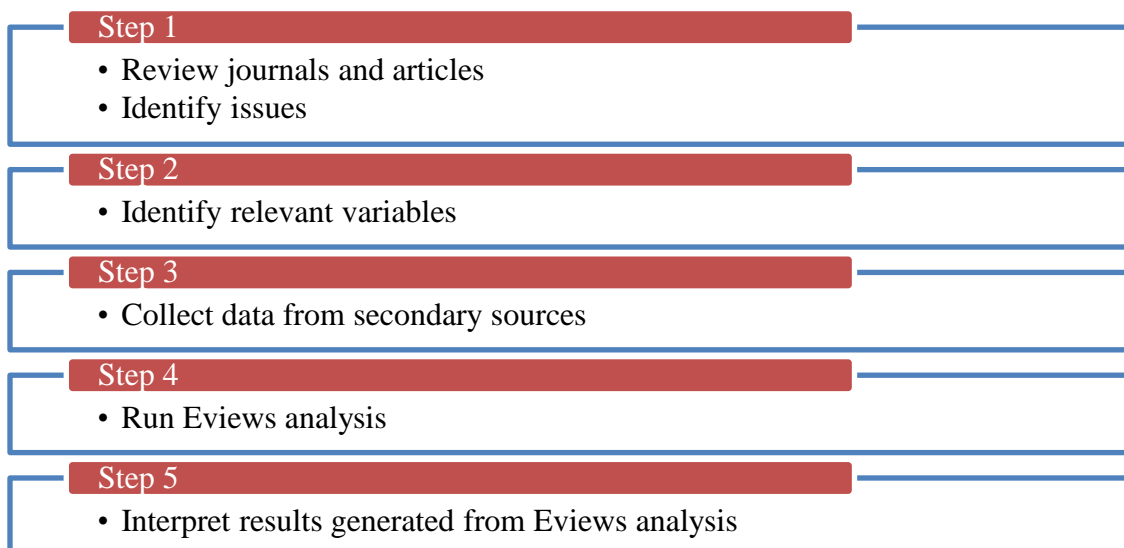 Step 1
• Review journals and articles
• Identify issues
Step 2
• Identify relevant variables
Step 3
• Collect data from secondary sources
Step 4
• Run Eviews analysis
Step 5
• Interpret results generated from Eviews analysis